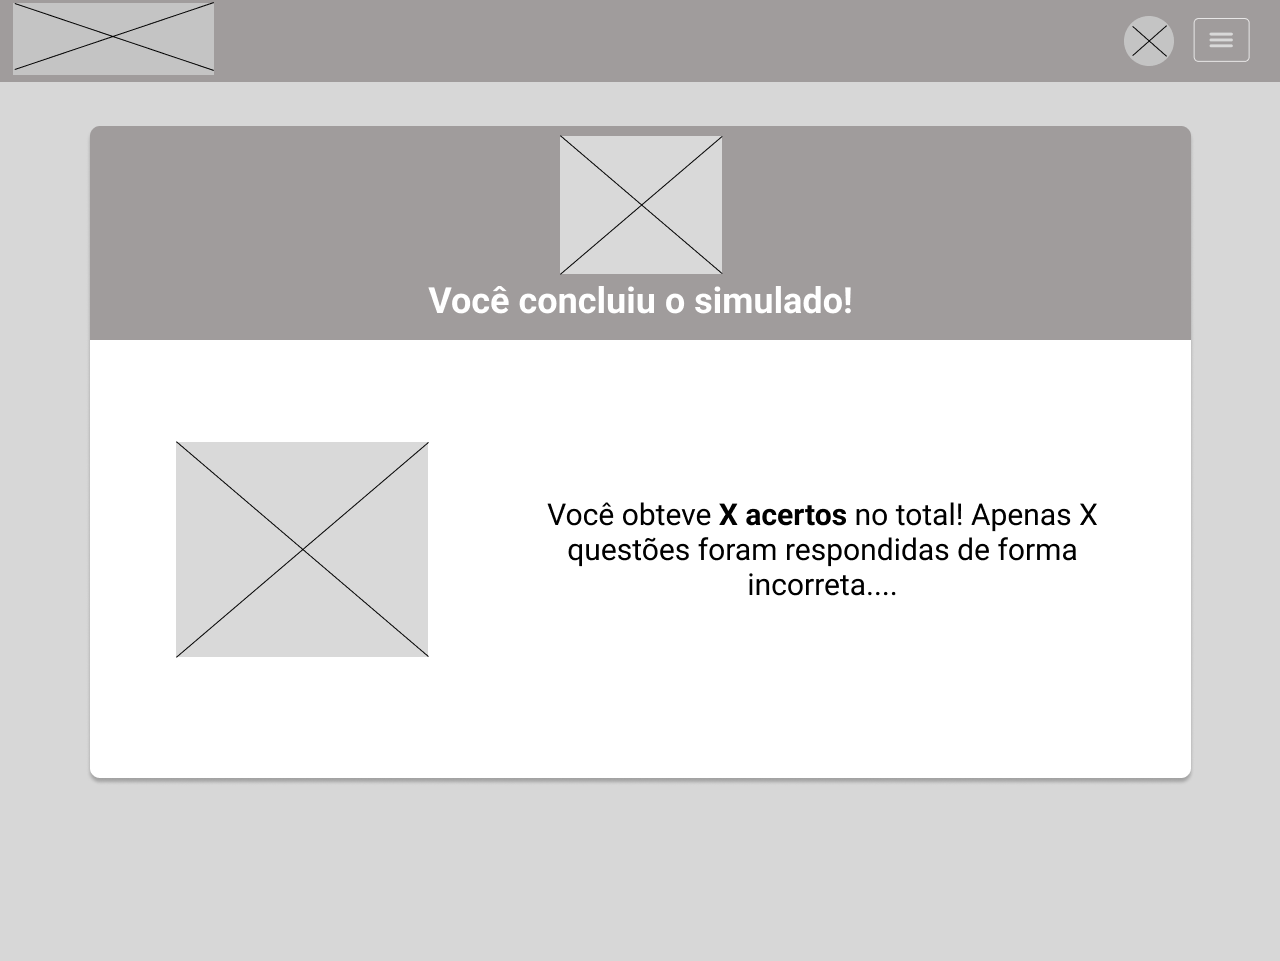 Você concluiu o simulado!
Você obteve X acertos no total! Apenas X
questões foram respondidas de forma
incorreta....